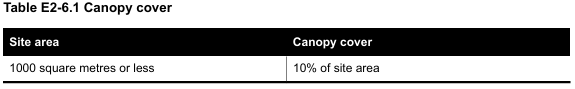 Table E2-6.1 Canopy cover
Site area Canopy cover
1000 square metres or less 10% of site area